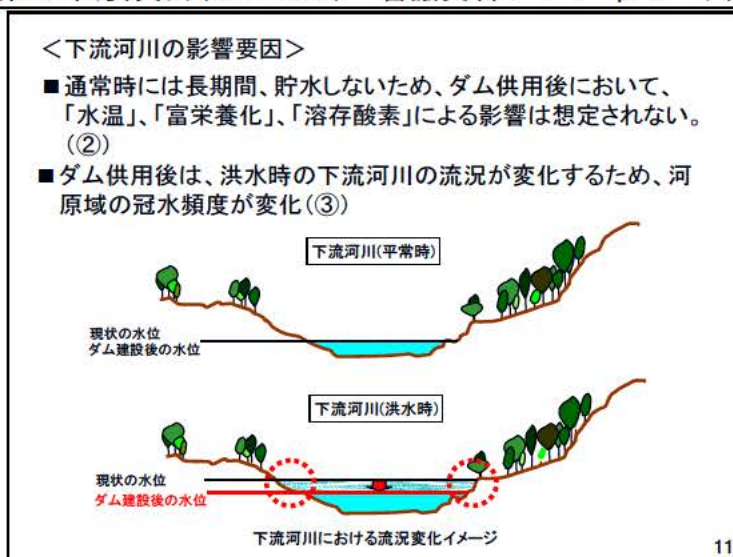 <下流河川の影響要因>
■通常時には長期間、貯水しないため、ダム供用後において、
「水温」、「富栄養化」、「溶存酸素」による影響は想定されない。
(②)
■ダム供用後は、洪水時の下流河川の流況が変化するため、河
原域の冠水頻度が変化(③)
下流河川(平常時)
現状の水位
ダム建設後の水位
下流河川(洪水時)
現状の水位
ダム建設後の水位
下流河川における流況変化イメージ
11